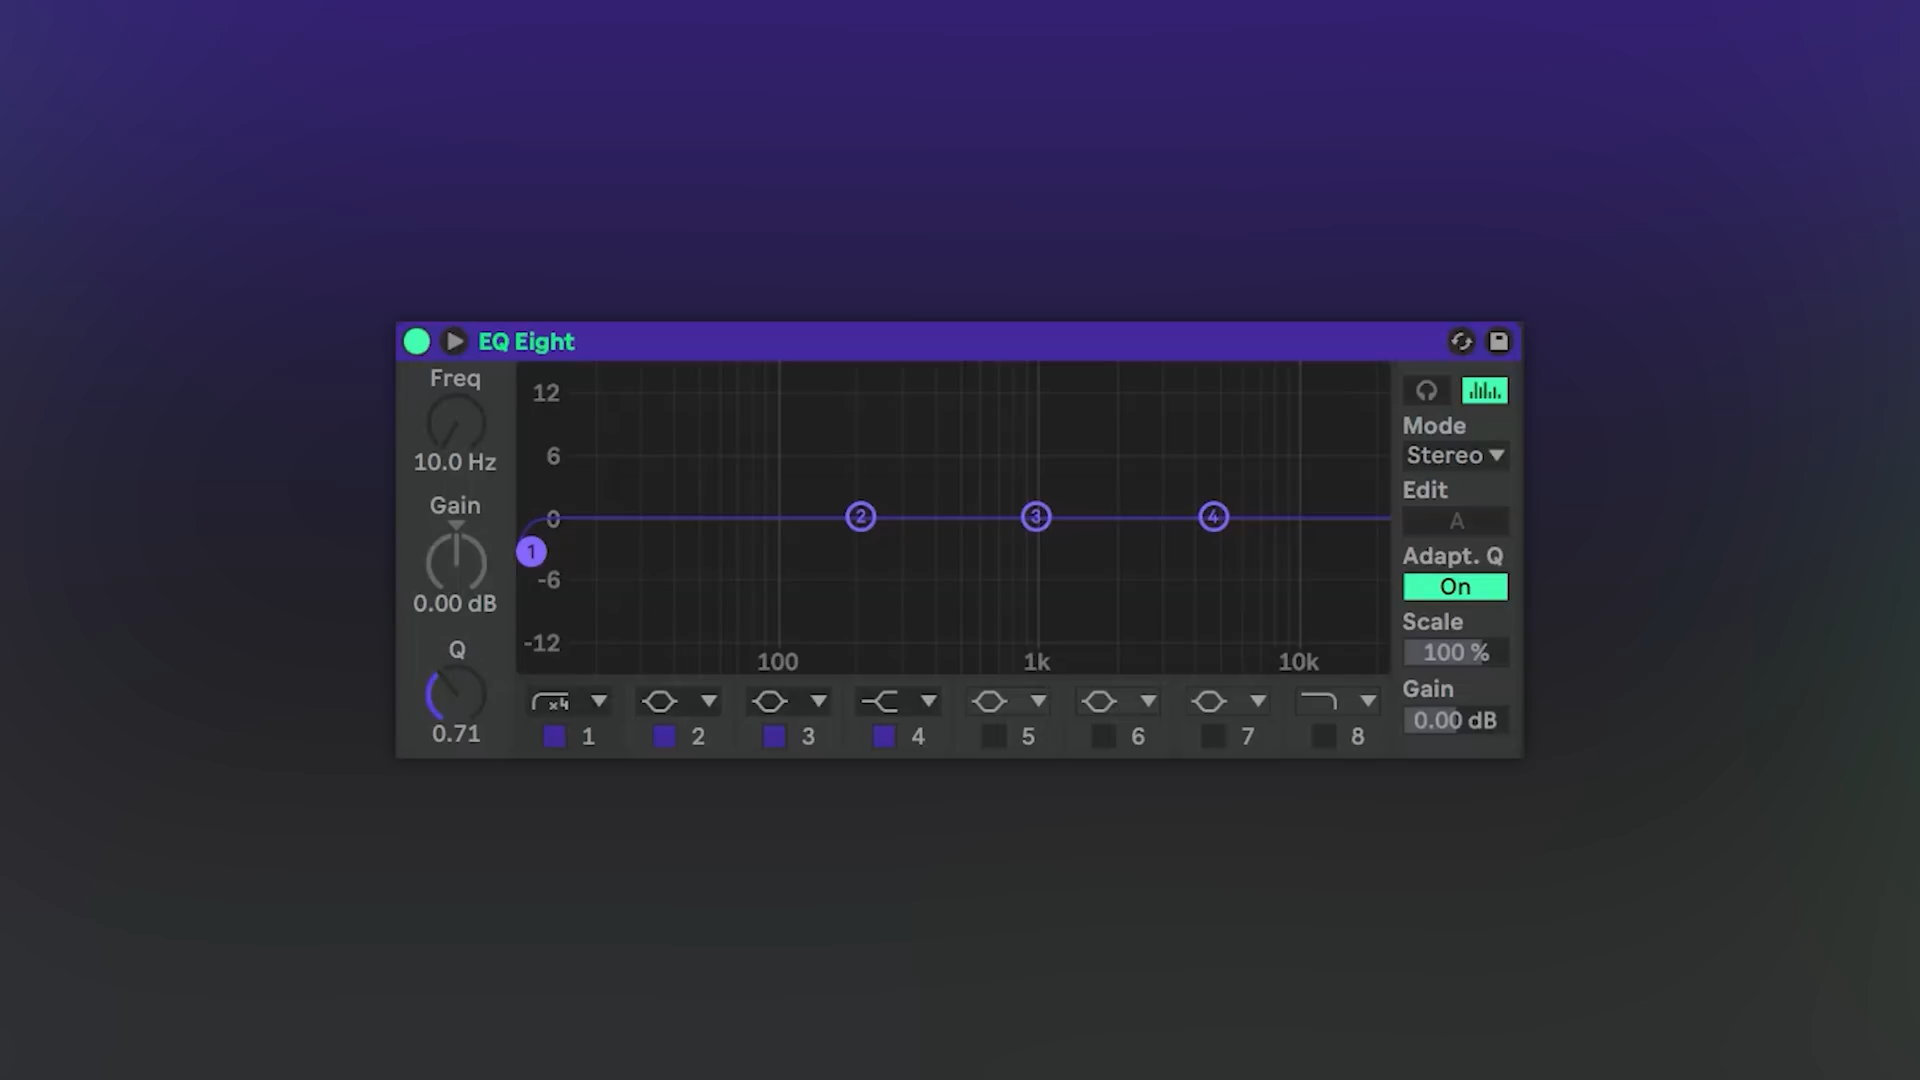 EQ Eight
Freq
10.0 Hz
Gain
0.00 dB
Q
0.71
12
6
0
-6
-12
100 1k 10k
1 2 3 4
x4
1 2 3 4 5 6 7 8
Mode
Stereo
Edit
A
Adapt. Q
On
Scale
100 %
Gain
0.00 dB